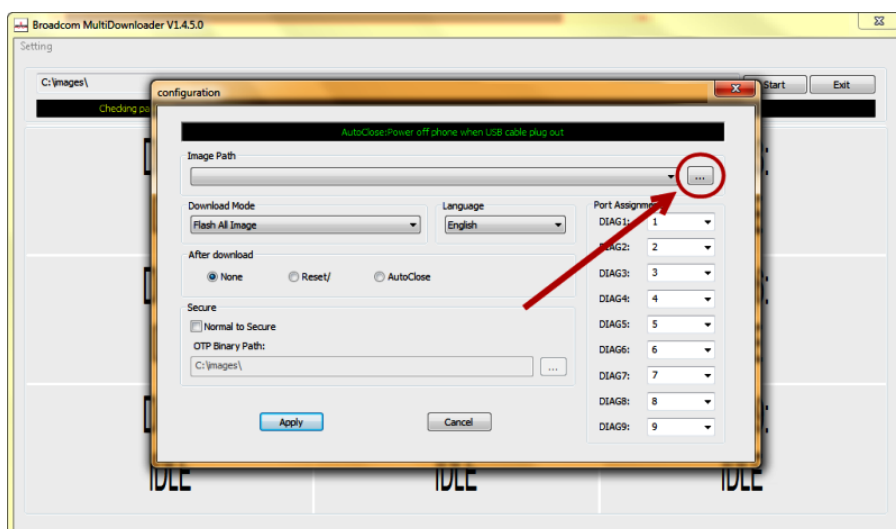 Broadcom MultiDownloader V1.4.5.0
Setting
C:\images\
Start
Exit
Checking pa
configuration
AutoClose:Power off phone when USB cable plug out
Image Path
...
Download Mode
Language
Port Assignme
Flash All Image
English
DIAG1: 1
DIAG2: 2
After download
None Reset/ AutoClose
DIAG3: 3
DIAG4: 4
Secure
Normal to Secure
DIAG5: 5
OTP Binary Path:
DIAG6: 6
C:\images\ ...
DIAG7: 7
DIAG8: 8
Apply Cancel
DIAG9: 9
IDLE IDLE IDLE